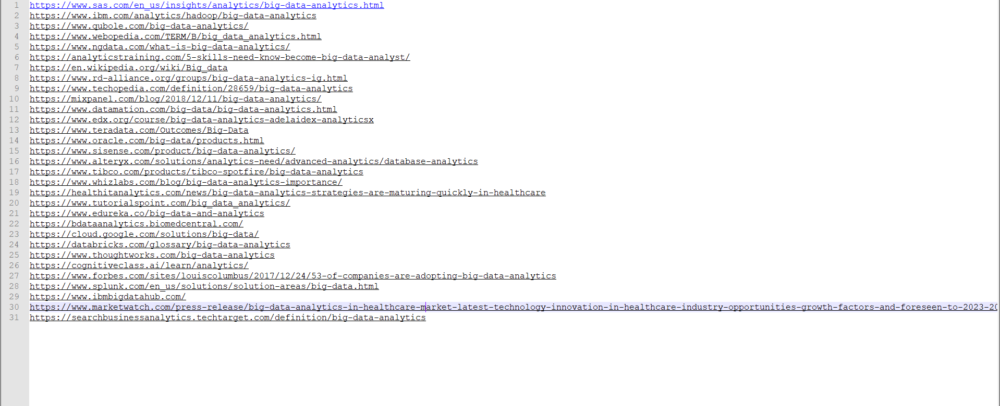 1 https://www.sas.com/en_us/insights/analytics/big-data-analytics.html
2 https://www.ibm.com/analytics/hadoop/big-data-analytics
3 https://www.qubole.com/big-data-analytics/
4 https://www.webopedia.com/TERM/B/big_data_analytics.html
5 https://www.ngdata.com/what-is-big-data-analytics/
6 https://analyticstraining.com/5-skills-need-know-become-big-data-analyst/
7 https://en.wikipedia.org/wiki/Big_data
8 https://www.rd-alliance.org/groups/big-data-analytics-ig.html
9 https://www.techopedia.com/definition/28659/big-data-analytics
10 https://mixpanel.com/blog/2018/12/11/big-data-analytics/
11 https://www.datamation.com/big-data/big-data-analytics.html
12 https://www.edx.org/course/big-data-analytics-adelaidex-analyticsx
13 https://www.teradata.com/Outcomes/Big-Data
14 https://www.oracle.com/big-data/products.html
15 https://www.sisense.com/product/big-data-analytics/
16 https://www.alteryx.com/solutions/analytics-need/advanced-analytics/database-analytics
17 https://www.tibco.com/products/tibco-spotfire/big-data-analytics
18 https://www.whizlabs.com/blog/big-data-analytics-importance/
19 https://healthitanalytics.com/news/big-data-analytics-strategies-are-maturing-quickly-in-healthcare
20 https://www.tutorialspoint.com/big_data_analytics/
21 https://www.edureka.co/big-data-and-analytics
22 https://bdataanalytics.biomedcentral.com/
23 https://cloud.google.com/solutions/big-data/
24 https://databricks.com/glossary/big-data-analytics
25 https://www.thoughtworks.com/big-data-analytics
26 https://cognitiveclass.ai/learn/analytics/
27 https://www.forbes.com/sites/louiscolumbus/2017/12/24/53-of-companies-are-adopting-big-data-analytics
28 https://www.splunk.com/en_us/solutions/solution-areas/big-data.html
29 https://www.ibmbigdatahub.com/
30 https://www.marketwatch.com/press-release/big-data-analytics-in-healthcare-market-latest-technology-innovation-in-healthcare-industry-opportunities-growth-factors-and-foreseen-to-2023-20
31 https://searchbusinessanalytics.techtarget.com/definition/big-data-analytics